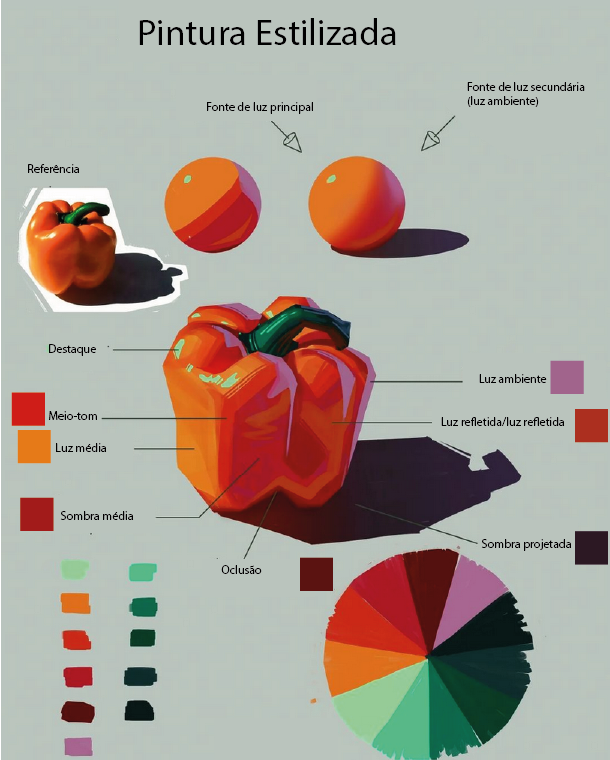 Pintura Estilizada
Fonte de luz secundária
(luz ambiente)
Fonte de luz principal
Referência
Destaque
Luz ambiente
Meio-tom
Luz refletida/luz refletida
Luz média
Sombra média
Sombra projetada
Oclusão